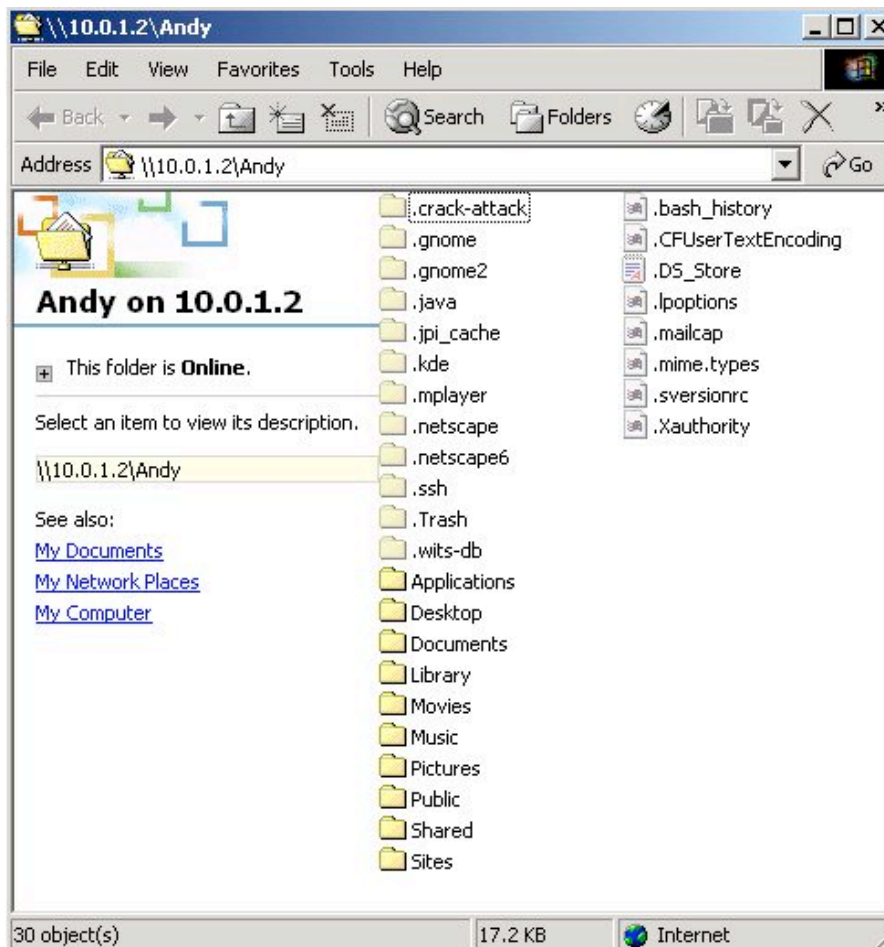 \\10.0.1.2\Andy
File Edit View Favorites Tools Help
Back Search Folders »
Address \\10.0.1.2\Andy Go
Andy on 10.0.1.2
This folder is Online.
Select an item to view its description.
\\10.0.1.2\Andy
See also:
My Documents
My Network Places
My Computer
.crack-attack
.gnome
.gnome2
.java
.jpi_cache
.kde
.mplayer
.netscape
.netscape6
.ssh
.Trash
.wits-db
Applications
Desktop
Documents
Library
Movies
Music
Pictures
Public
Shared
Sites
.bash_history
.CFUserTextEncoding
.DS_Store
.lpoptions
.mailcap
.mime.types
.sversionrc
.Xauthority
30 object(s) 17.2 KB Internet